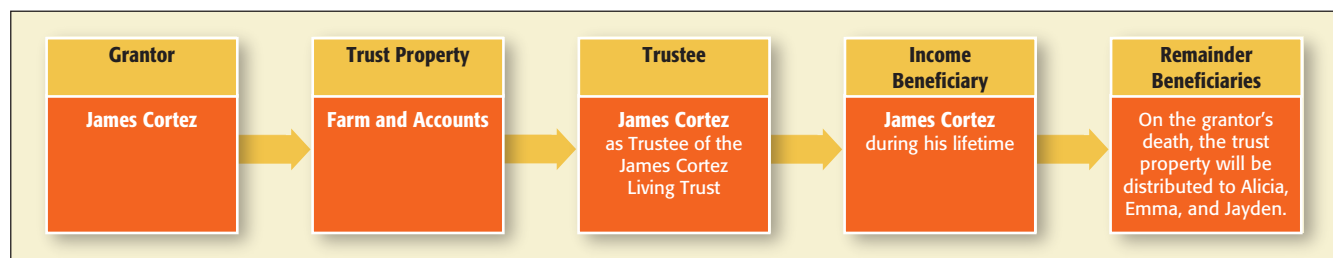 Grantor
James Cortez
Trust Property
Farm and Accounts
Trustee
James Cortez
as Trustee of the
James Cortez
Living Trust
Income
Beneficiary
James Cortez
during his lifetime
Remainder
Beneficiaries
On the grantor’s
death, the trust
property will be
distributed to Alicia,
Emma, and Jayden.